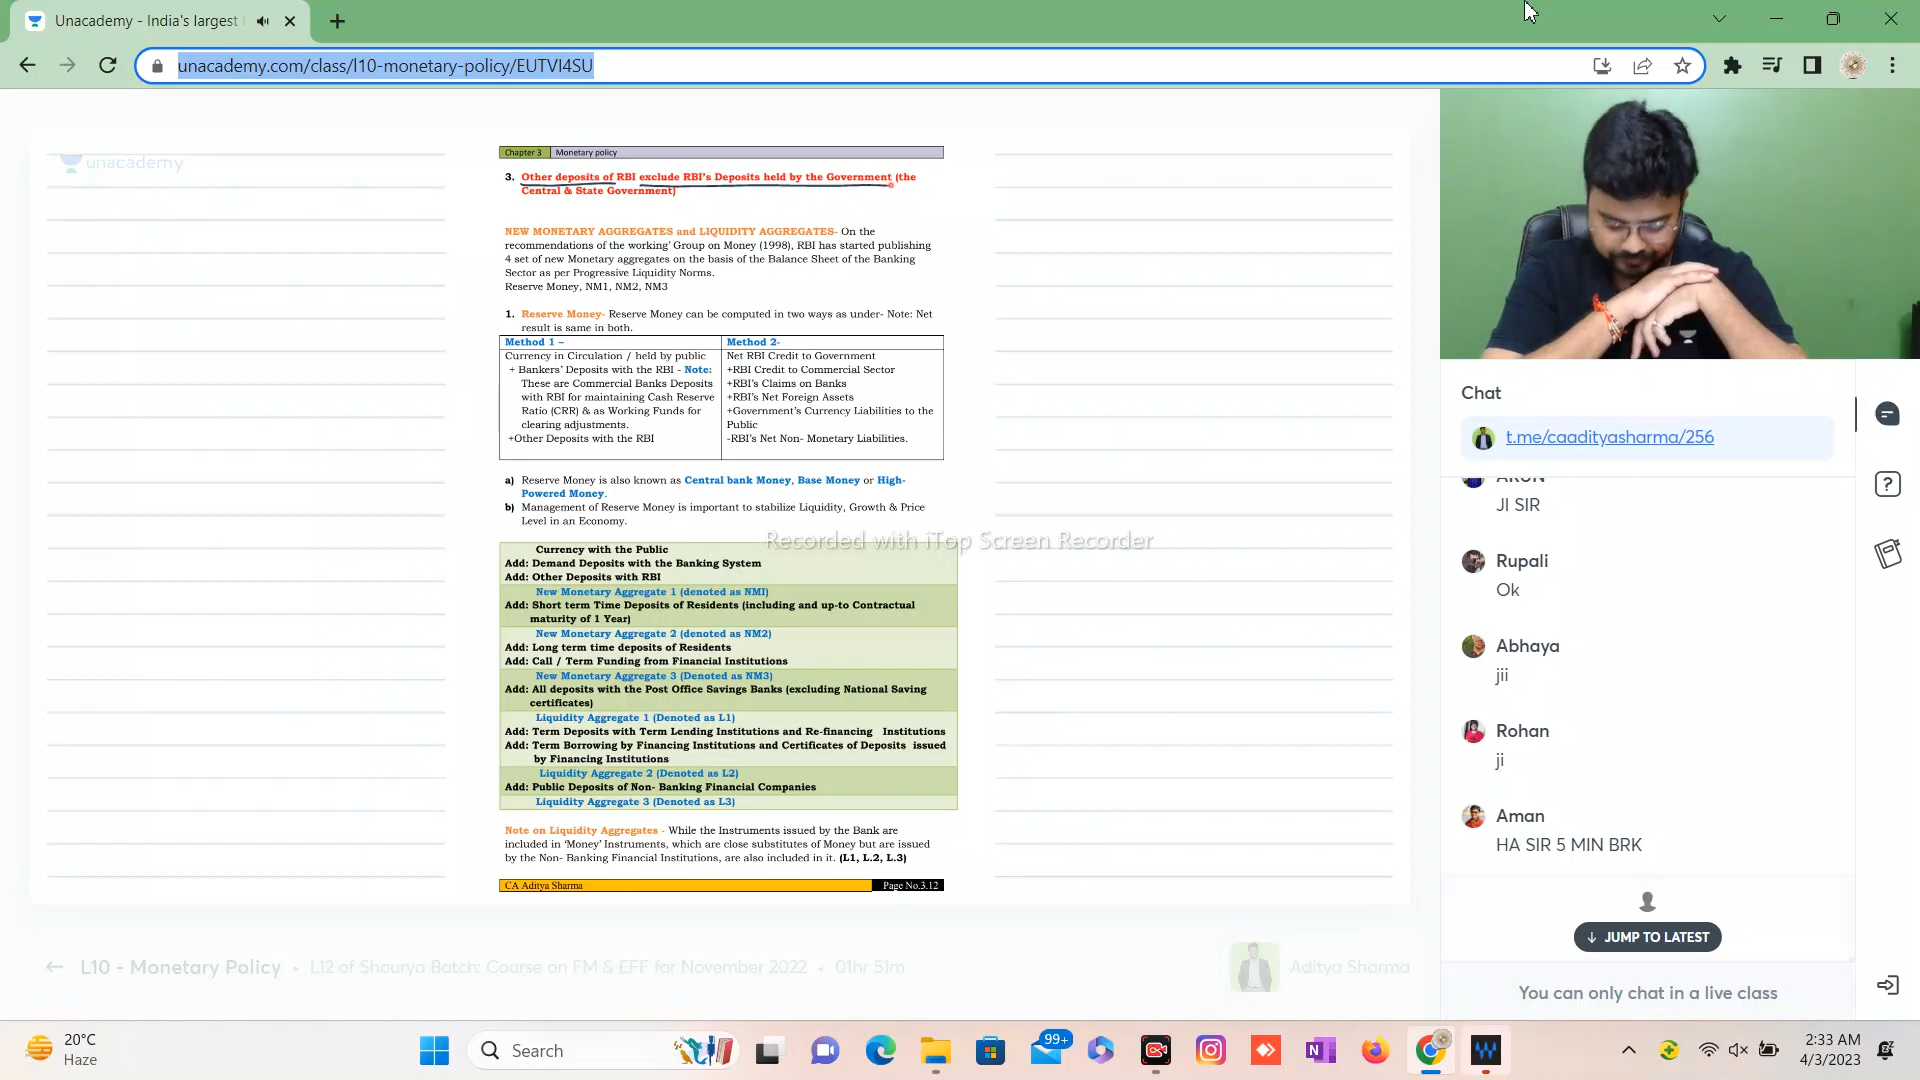 Unacademy - India's largest
unacademy.com/class/l10-monetary-policy/EUTVI4SU
unacademy
Chapter 3 Monetary policy
3. Other deposits of RBI exclude RBI's Deposits held by the Government (the
Central & State Government)
NEW MONETARY AGGREGATES and LIQUIDITY AGGREGATES- On the
recommendations of the working' Group on Money (1998), RBI has started publishing
4 set of new Monetary aggregates on the basis of the Balance Sheet of the Banking
Sector as per Progressive Liquidity Norms.
Reserve Money, NM1, NM2, NM3
1. Reserve Money- Reserve Money can be computed in two ways as under- Note: Net
result is same in both.
Method 1 –
Currency in Circulation / held by public
+ Bankers' Deposits with the RBI - Note:
These are Commercial Banks Deposits
with RBI for maintaining Cash Reserve
Ratio (CRR) & as Working Funds for
clearing adjustments.
+Other Deposits with the RBI
Method 2-
Net RBI Credit to Government
+RBI Credit to Commercial Sector
+RBI's Claims on Banks
+RBI's Net Foreign Assets
+Government's Currency Liabilities to the
Public
-RBI's Net Non- Monetary Liabilities.
a) Reserve Money is also known as Central bank Money, Base Money or High-
Powered Money.
b) Management of Reserve Money is important to stabilize Liquidity, Growth & Price
Level in an Economy.
Recorded with iTop Screen Recorder
Currency with the Public
Add: Demand Deposits with the Banking System
Add: Other Deposits with RBI
New Monetary Aggregate 1 (denoted as NMI)
Add: Short term Time Deposits of Residents (including and up-to Contractual
maturity of 1 Year)
New Monetary Aggregate 2 (denoted as NM2)
Add: Long term time deposits of Residents
Add: Call / Term Funding from Financial Institutions
New Monetary Aggregate 3 (Denoted as NM3)
Add: All deposits with the Post Office Savings Banks (excluding National Saving
certificates)
Liquidity Aggregate 1 (Denoted as L1)
Add: Term Deposits with Term Lending Institutions and Re-financing Institutions
Add: Term Borrowing by Financing Institutions and Certificates of Deposits issued
by Financing Institutions
Liquidity Aggregate 2 (Denoted as L2)
Add: Public Deposits of Non- Banking Financial Companies
Liquidity Aggregate 3 (Denoted as L3)
Note on Liquidity Aggregates - While the Instruments issued by the Bank are
included in 'Money' Instruments, which are close substitutes of Money but are issued
by the Non- Banking Financial Institutions, are also included in it. (L1, L.2, L.3)
CA Aditya Sharma Page No.3.12
L10 - Monetary Policy • L12 of Shourya Batch: Course on FM & EFF for November 2022 • 01hr 51m
Aditya Sharma
Chat
t.me/caadityasharma/256
ARUN
JI SIR
Rupali
Ok
Abhaya
jii
Rohan
ji
Aman
HA SIR 5 MIN BRK
JUMP TO LATEST
You can only chat in a live class
20°C
Haze
Search
99+
2:33 AM
4/3/2023